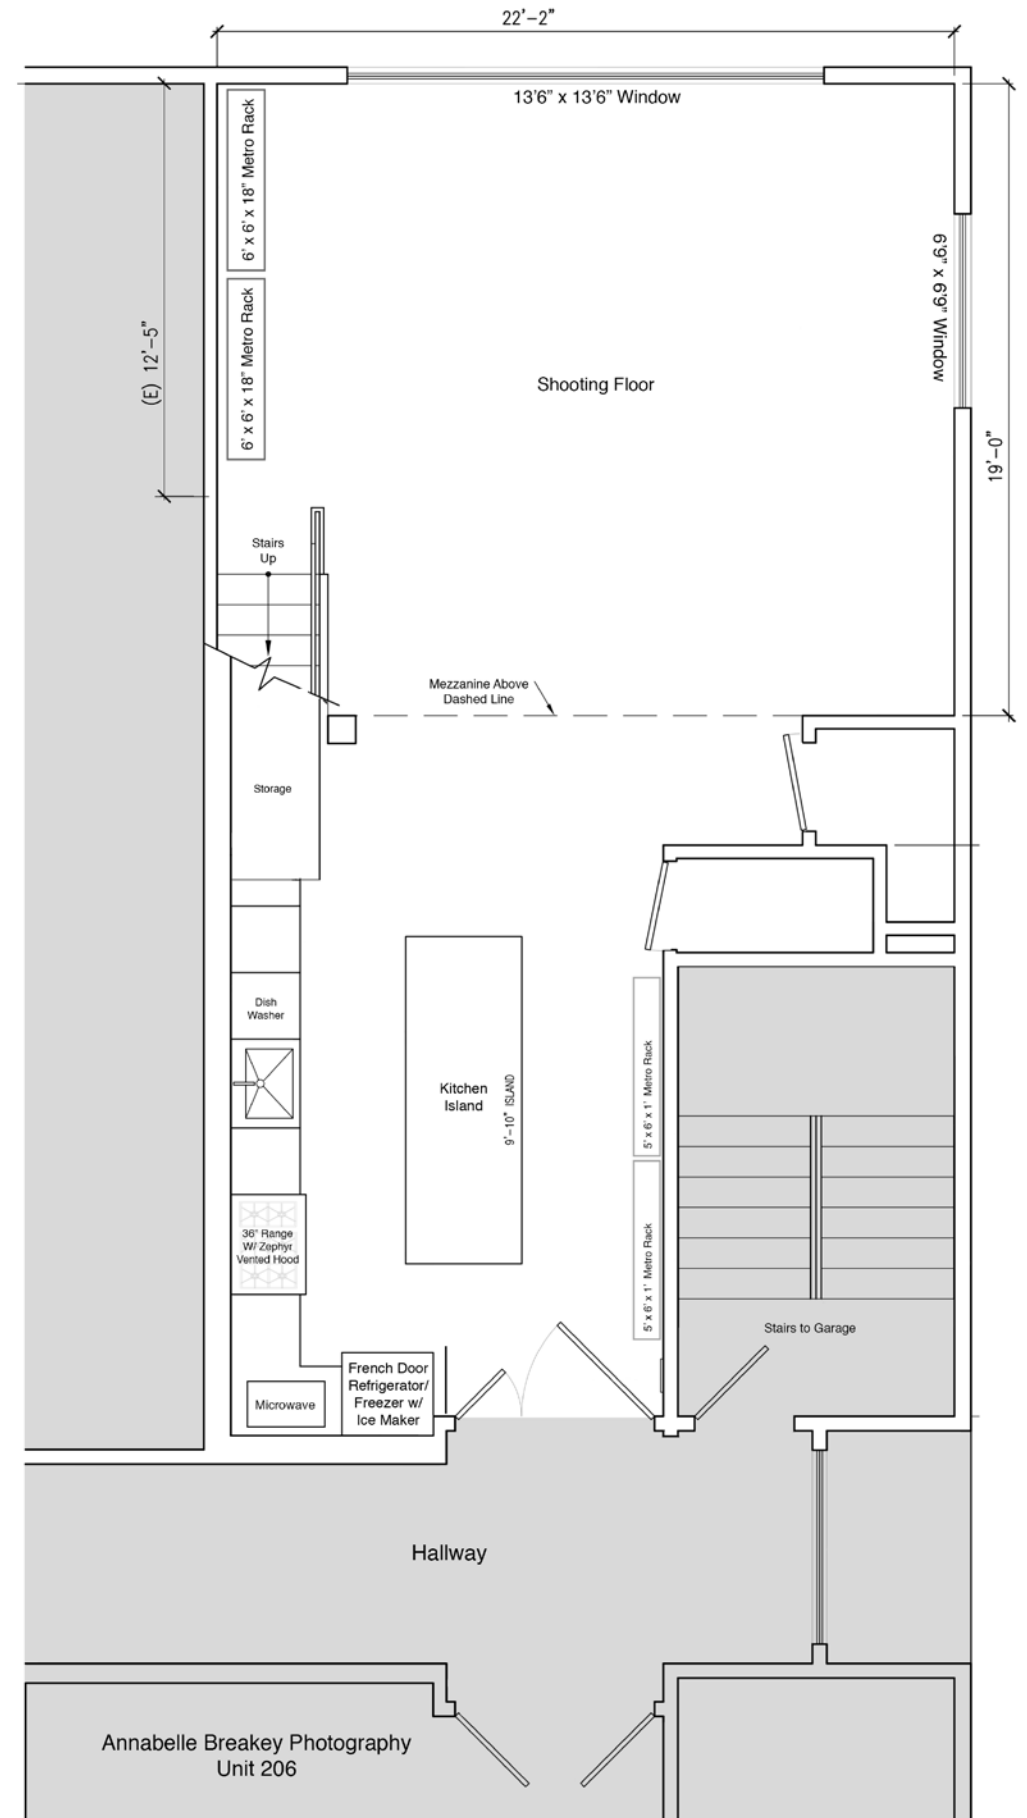 22'-2"
13'6" x 13'6" Window
6' x 6' x 18" Metro Rack
6' x 6' x 18" Metro Rack
(E) 12'-5"
6'9" x 6'9" Window
Shooting Floor
19'-0"
Stairs
Up
Mezzanine Above
Dashed Line
Storage
Dish
Washer
Kitchen
Island
9'-10" ISLAND
5' x 6' x 1' Metro Rack
5' x 6' x 1' Metro Rack
36" Range
W/ Zephyr
Vented Hood
Stairs to Garage
French Door
Refrigerator/
Freezer w/
Ice Maker
Microwave
Hallway
Annabelle Breakey Photography
Unit 206